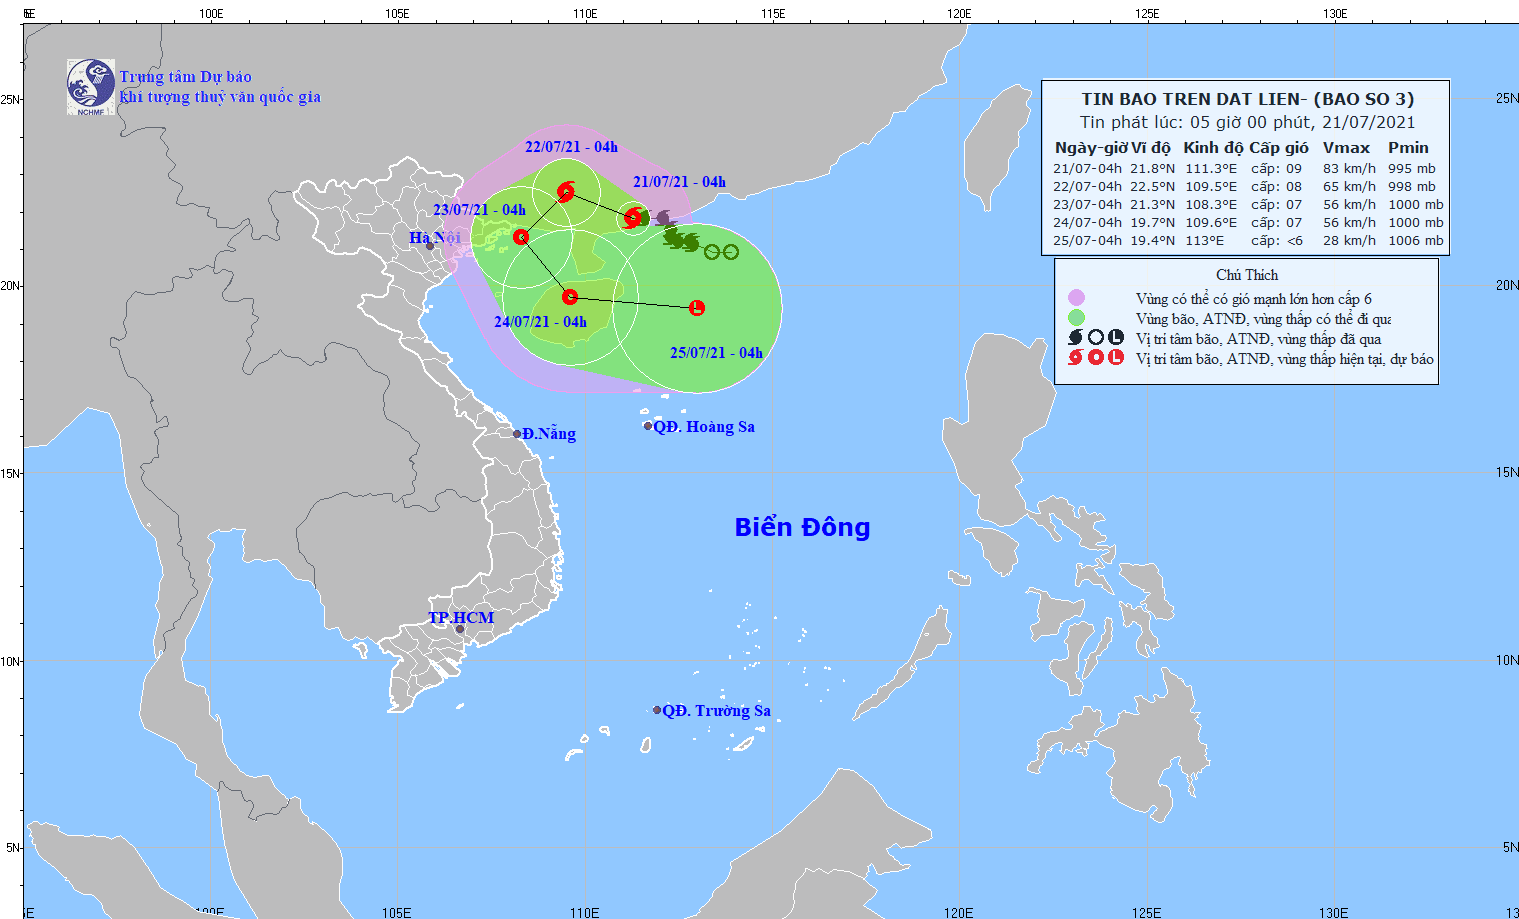 E 100E 105E 110E 115E 120E 125E 130E
Trung tâm Dự báo
khí tượng thuỷ văn quốc gia
NCHMF
25N 25N
TIN BAO TREN DAT LIEN- (BAO SO 3)
Tin phát lúc: 05 giờ 00 phút, 21/07/2021
Ngày-giờ Vĩ độ Kinh độ Cấp gió Vmax Pmin
21/07-04h 21.8°N 111.3°E cấp: 09 83 km/h 995 mb
22/07-04h 22.5°N 109.5°E cấp: 08 65 km/h 998 mb
23/07-04h 21.3°N 108.3°E cấp: 07 56 km/h 1000 mb
24/07-04h 19.7°N 109.6°E cấp: 07 56 km/h 1000 mb
25/07-04h 19.4°N 113°E cấp: <6 28 km/h 1006 mb
22/07/21 - 04h
21/07/21 - 04h
23/07/21 - 04h
Hà Nội
Chú Thích
Vùng có thể có gió mạnh lớn hơn cấp 6
Vùng bão, ATNĐ, vùng thấp có thể đi qua
L Vị trí tâm bão, ATNĐ, vùng thấp đã qua
L Vị trí tâm bão, ATNĐ, vùng thấp hiện tại, dự báo
20N 20N
L
24/07/21 - 04h
25/07/21 - 04h
QĐ. Hoàng Sa
Đ.Nẵng
15N 15N
Biển Đông
TP.HCM
10N 10N
QĐ. Trường Sa
5N 5N
E 100E 105E 110E 115E 120E 125E 130E 13